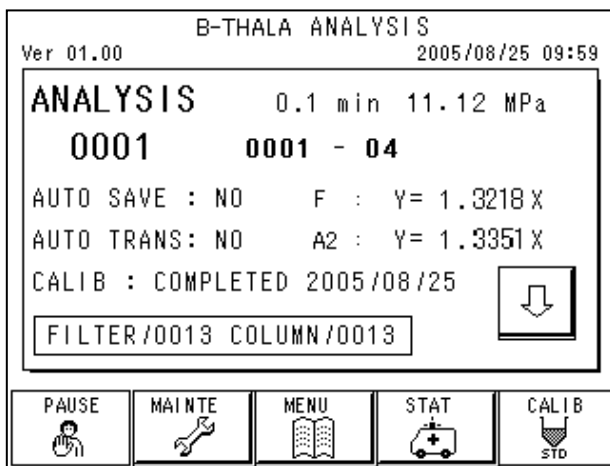 B-THALA ANALYSIS
Ver 01.00 2005/08/25 09:59
ANALYSIS 0.1 min 11.12 MPa
0001 0001 - 04
AUTO SAVE : NO F : Y= 1.3218 X
AUTO TRANS: NO A2 : Y= 1.3351 X
CALIB : COMPLETED 2005/08/25
FILTER/0013 COLUMN/0013
PAUSE MAINTE MENU STAT CALIB
STD